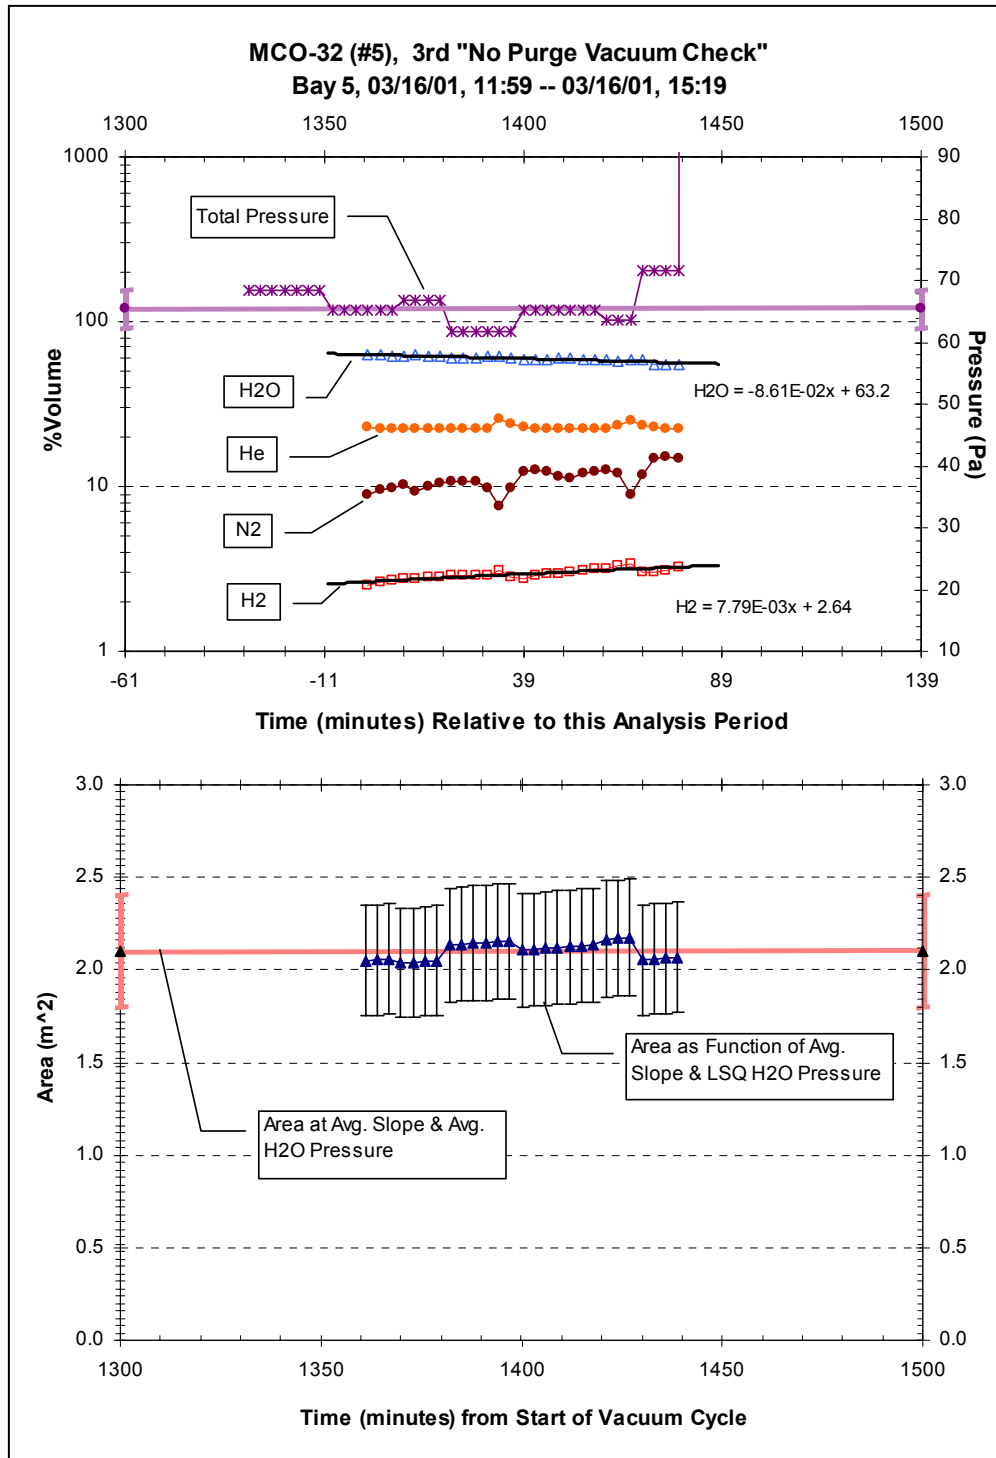 MCO-32 (#5), 3rd "No Purge Vacuum Check"
Bay 5, 03/16/01, 11:59 -- 03/16/01, 15:19
1300 1350 1400 1450 1500
1000
100
10
1
%Volume
90
80
70
60
50
40
30
20
10
Pressure (Pa)
Total Pressure
H2O
He
N2
H2
H2O = -8.61E-02x + 63.2
H2 = 7.79E-03x + 2.64
-61 -11 39 89 139
Time (minutes) Relative to this Analysis Period
3.0
2.5
2.0
1.5
1.0
0.5
0.0
Area (m^2)
3.0
2.5
2.0
1.5
1.0
0.5
0.0
Area as Function of Avg.
Slope & LSQ H2O Pressure
Area at Avg. Slope & Avg.
H2O Pressure
1300 1350 1400 1450 1500
Time (minutes) from Start of Vacuum Cycle